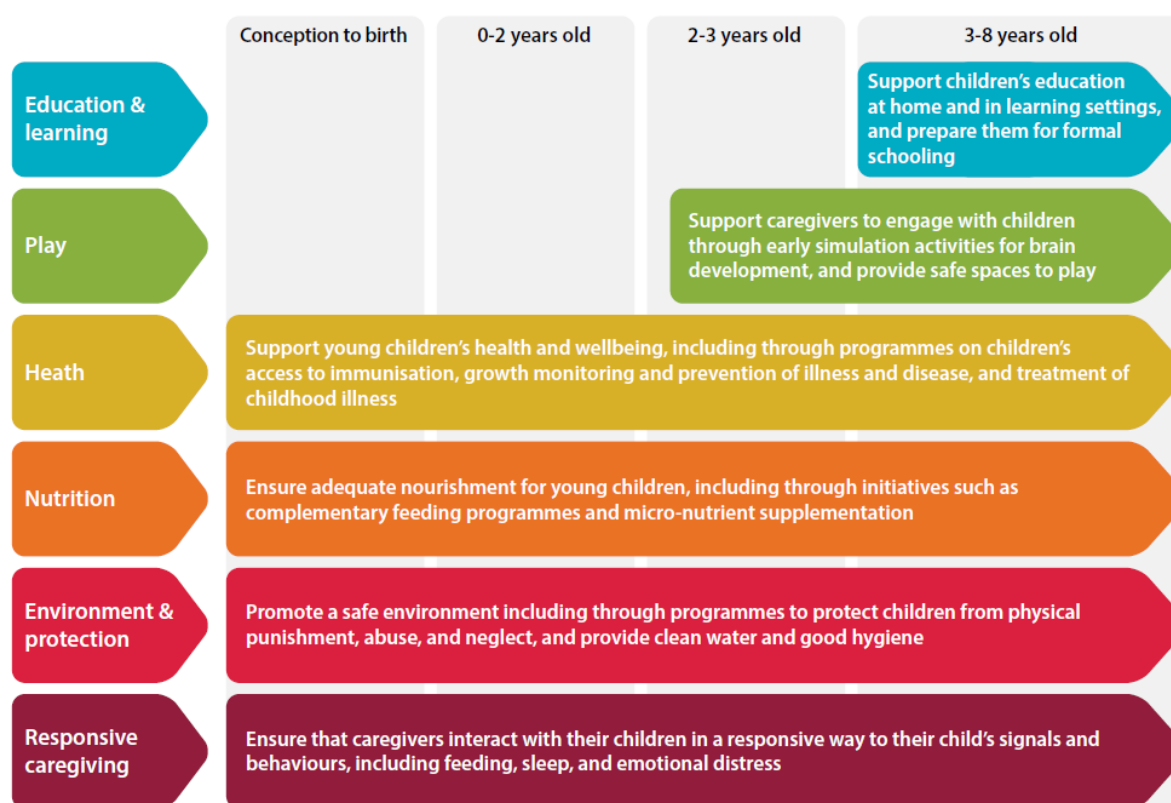 Conception to birth
0-2 years old
2-3 years old
3-8 years old
Education &
learning
Support children's education
at home and in learning settings,
and prepare them for formal
schooling
Play
Support caregivers to engage with children
through early simulation activities for brain
development, and provide safe spaces to play
Heath
Support young children's health and wellbeing, including through programmes on children's
access to immunisation, growth monitoring and prevention of illness and disease, and treatment of
childhood illness
Nutrition
Ensure adequate nourishment for young children, including through initiatives such as
complementary feeding programmes and micro-nutrient supplementation
Environment &
protection
Promote a safe environment including through programmes to protect children from physical
punishment, abuse, and neglect, and provide clean water and good hygiene
Responsive
caregiving
Ensure that caregivers interact with their children in a responsive way to their child's signals and
behaviours, including feeding, sleep, and emotional distress